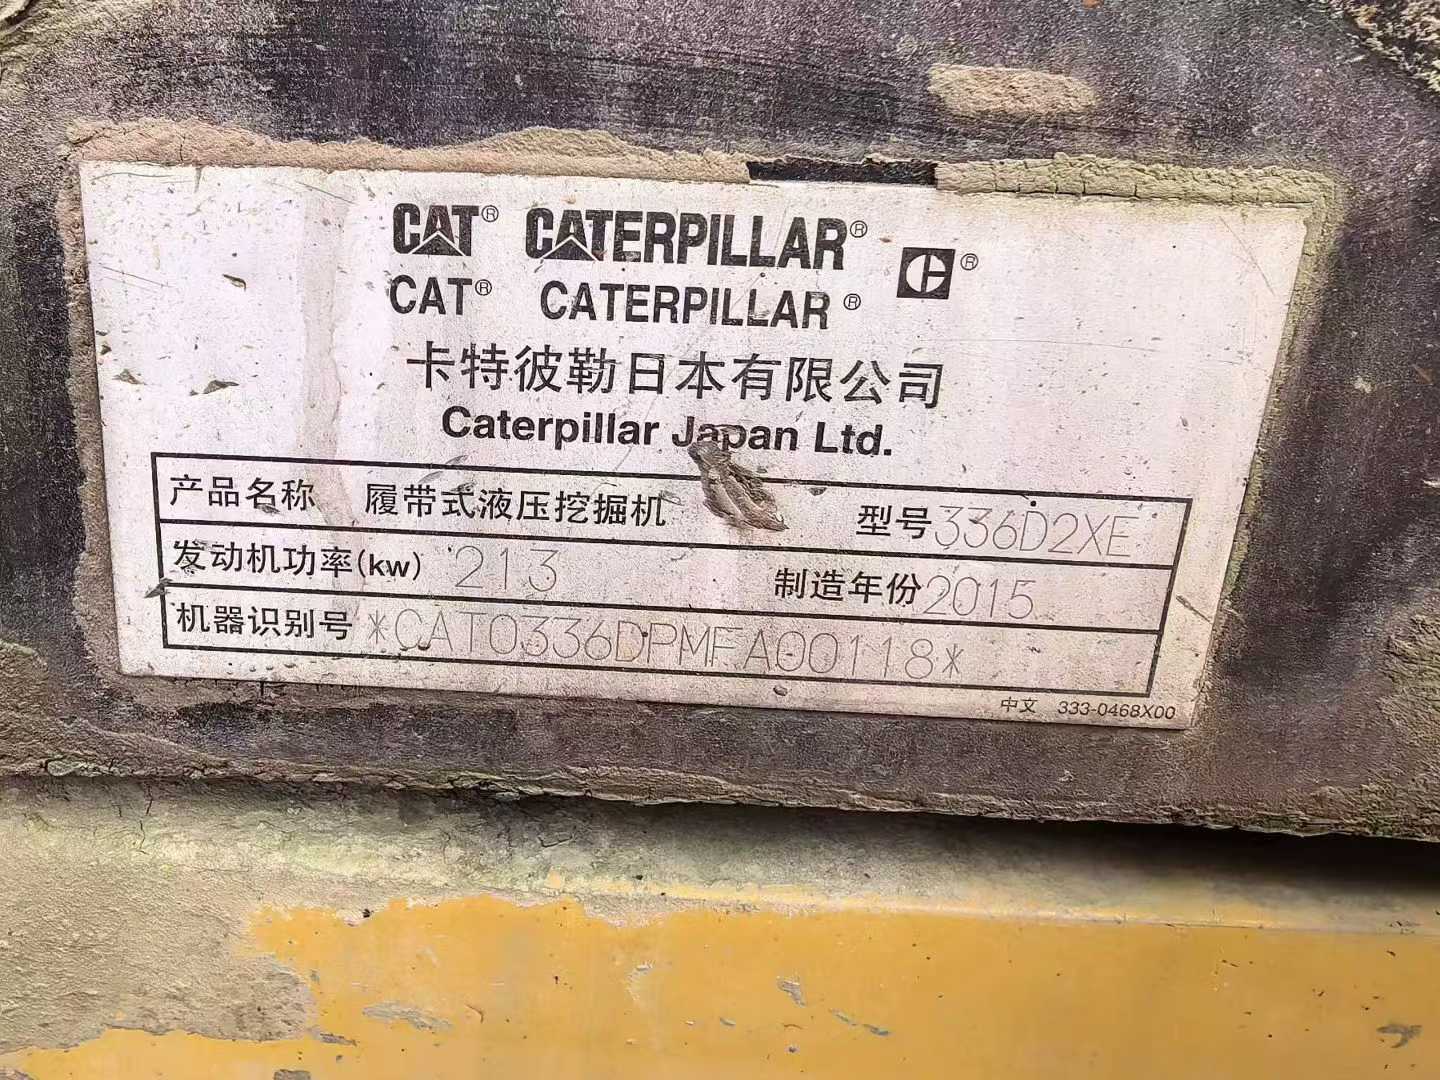 CAT® CATERPILLAR®
CAT® CATERPILLAR®
卡特彼勒日本有限公司
Caterpillar Japan Ltd.
产品名称 履带式液压挖掘机 型号 336D2XE
发动机功率(kw) 213 制造年份 2015
机器识别号 *CAT0336DPMFA00118*
中文 333-0468X00